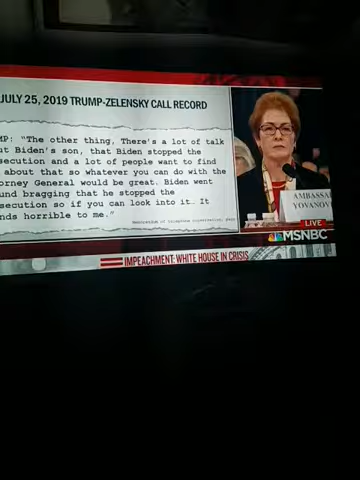 JULY 25, 2019 TRUMP-ZELENSKY CALL RECORD
MP: "The other thing, There's a lot of talk
ut Biden's son, that Biden stopped the
secution and a lot of people want to find
about that so whatever you can do with the
orney General would be great. Biden went
und bragging that he stopped the
secution so if you can look into it… It
nds horrible to me."
AMBASSA
YOVANOV
LIVE
MSNBC
IMPEACHMENT: WHITE HOUSE IN CRISIS